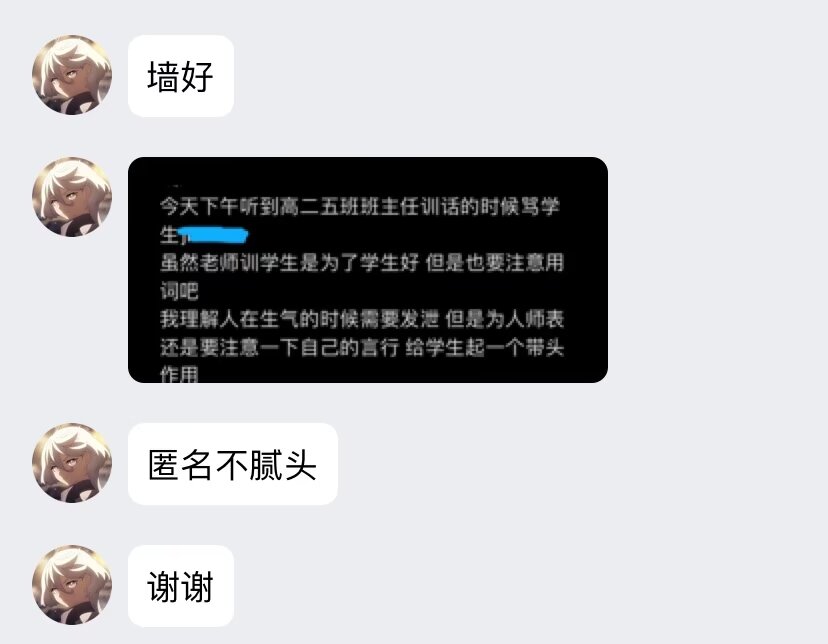 墙好
今天下午听到高二五班班主任训话的时候骂学
生
虽然老师训学生是为了学生好 但是也要注意用
词吧
我理解人在生气的时候需要发泄 但是为人师表
还是要注意一下自己的言行 给学生起一个带头
作用
匿名不腻头
谢谢